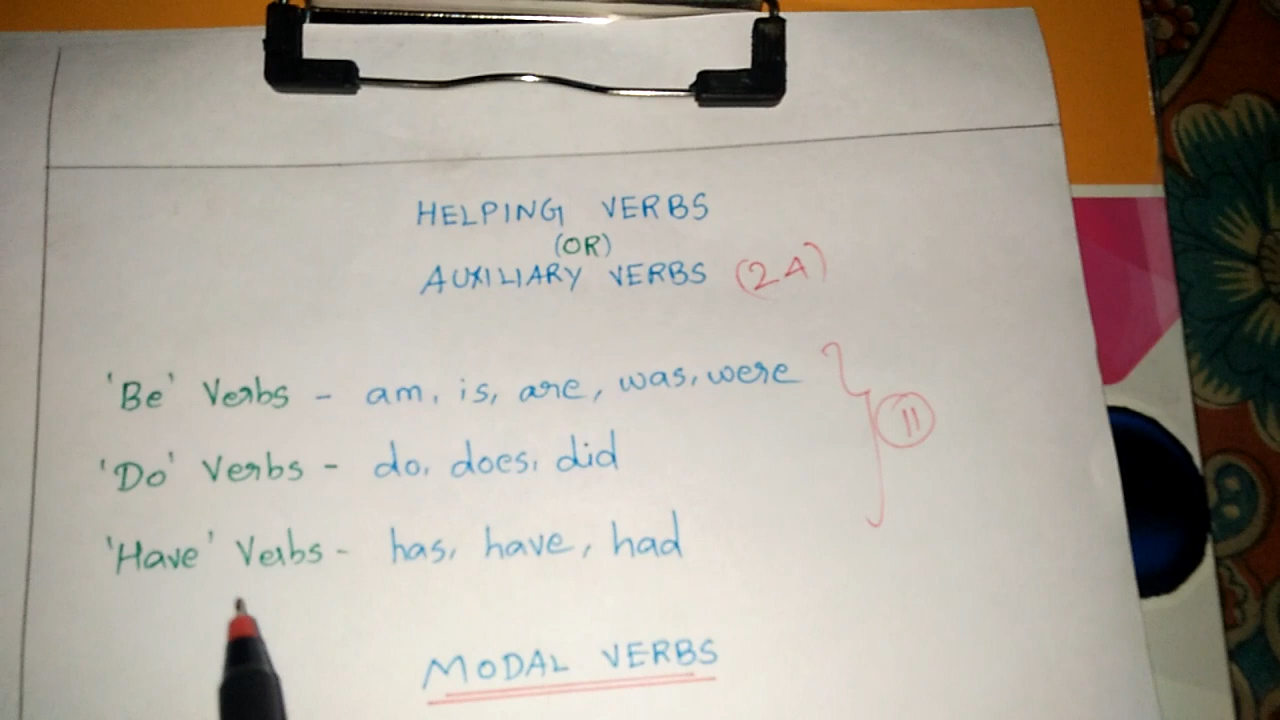 HELPING VERBS
(OR)
AUXILIARY VERBS (24)
'Be' Verbs - am, is, are, was, were
'Do' Verbs - do, does, did
'Have' Verbs - has, have, had
11
MODAL VERBS